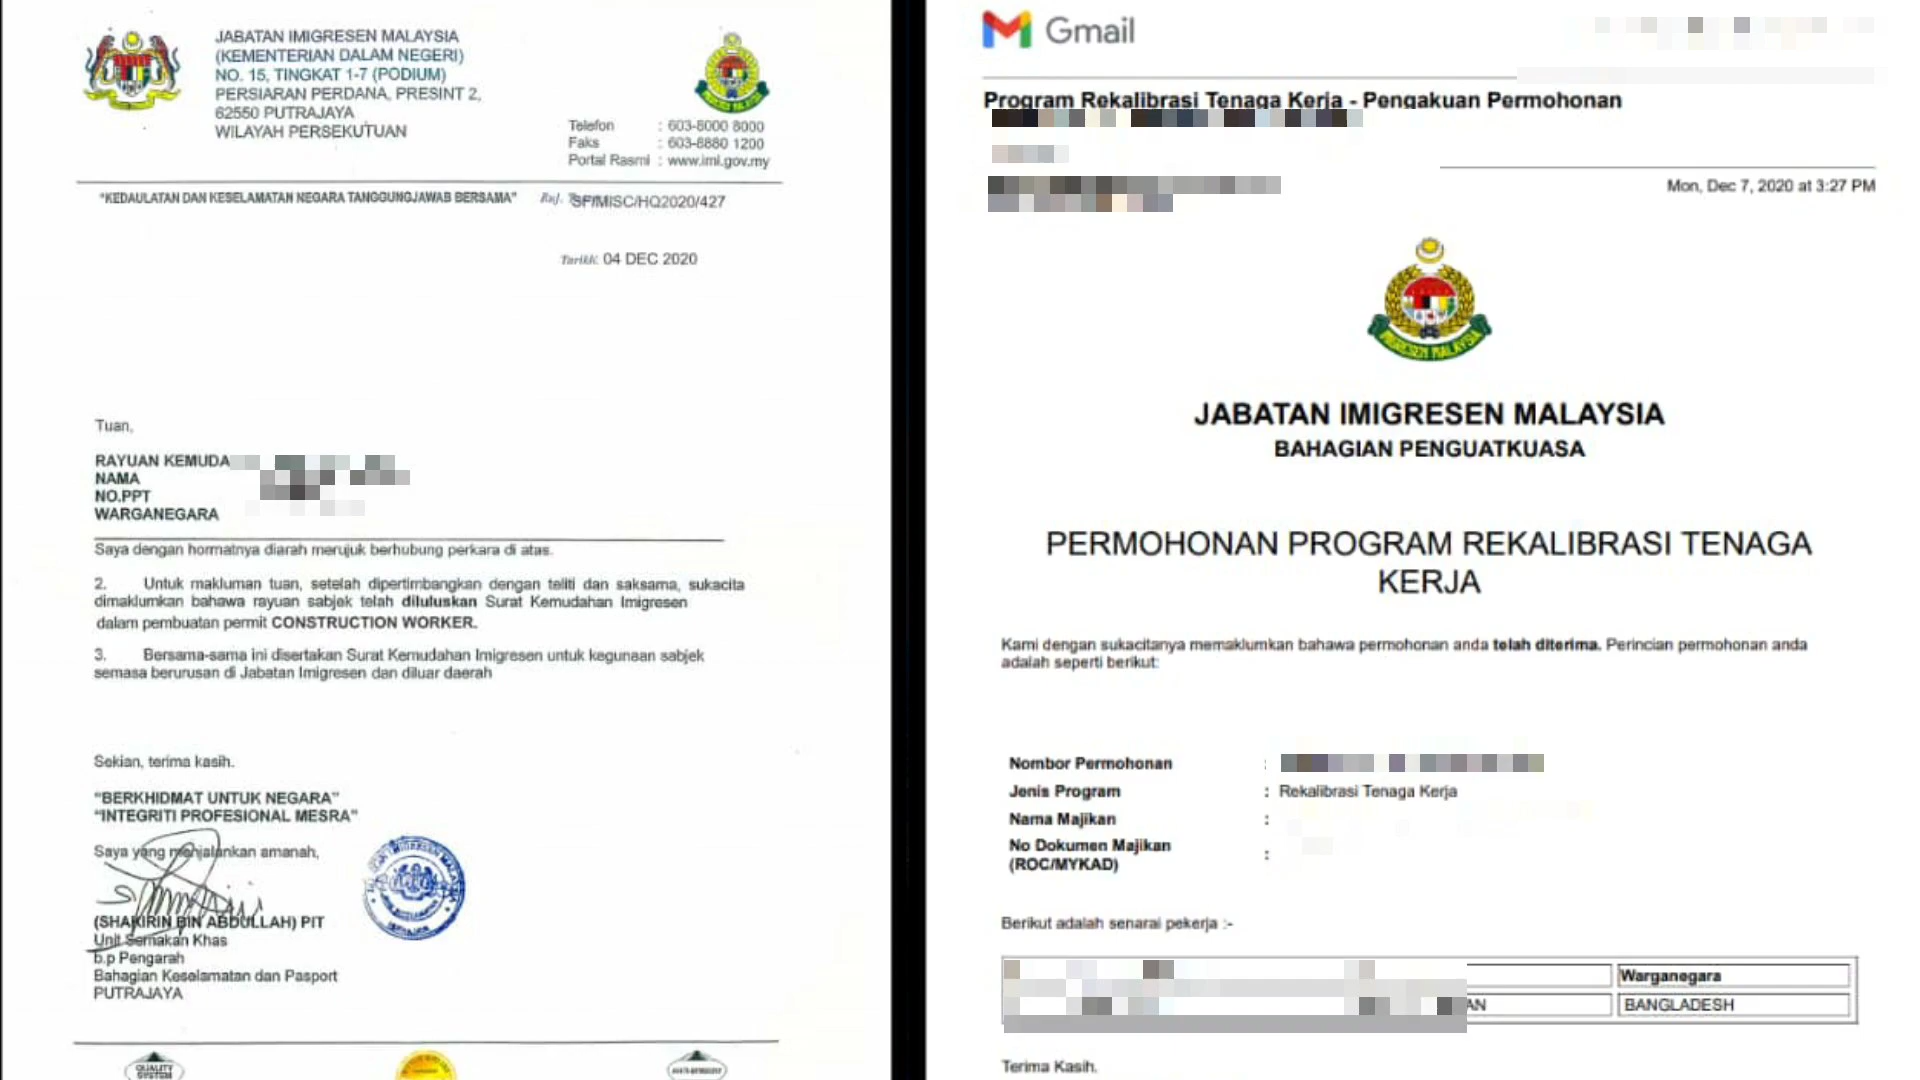 JABATAN IMIGRESEN MALAYSIA
(KEMENTERIAN DALAM NEGERI)
NO. 15, TINGKAT 1-7 (PODIUM)
PERSIARAN PERDANA, PRESINT 2,
62550 PUTRAJAYA
WILAYAH PERSEKUTUAN
Telefon : 603-8000 8000
Faks : 603-8880 1200
Portal Rasmi : www.imi.gov.my
"KEDAULATAN DAN KESELAMATAN NEGARA TANGGUNGJAWAB BERSAMA"
Ruj. SP/MISC/HQ2020/427
Tarikh: 04 DEC 2020
Tuan,
RAYUAN KEMUDA
NAMA
NO.PPT
WARGANEGARA
Saya dengan hormatnya diarah merujuk berhubung perkara di atas.
2. Untuk makluman tuan, setelah dipertimbangkan dengan teliti dan saksama, sukacita
dimaklumkan bahawa rayuan sabjek telah diluluskan Surat Kemudahan Imigresen
dalam pembuatan permit CONSTRUCTION WORKER.
3. Bersama-sama ini disertakan Surat Kemudahan Imigresen untuk kegunaan sabjek
semasa berurusan di Jabatan Imigresen dan diluar daerah
Sekian, terima kasih.
"BERKHIDMAT UNTUK NEGARA"
"INTEGRITI PROFESIONAL MESRA"
Saya yang menjalankan amanah,
(SHAKIRIN BIN ABDULLAH) PIT
Unit Semakan Khas
b.p Pengarah
Bahagian Keselamatan dan Pasport
PUTRAJAYA
QUALITY
SYSTEM
Gmail
Program Rekalibrasi Tenaga Kerja - Pengakuan Permohonan
Mon, Dec 7, 2020 at 3:27 PM
IMIGRESEN MALAYSIA
JABATAN IMIGRESEN MALAYSIA
BAHAGIAN PENGUATKUASA
PERMOHONAN PROGRAM REKALIBRASI TENAGA
KERJA
Kami dengan sukacitanya memaklumkan bahawa permohonan anda telah diterima. Perincian permohonan anda
adalah seperti berikut:
Nombor Permohonan :
Jenis Program : Rekalibrasi Tenaga Kerja
Nama Majikan :
No Dokumen Majikan
(ROC/MYKAD) :
Berikut adalah senarai pekerja :-
Warganegara
AN BANGLADESH
Terima Kasih.